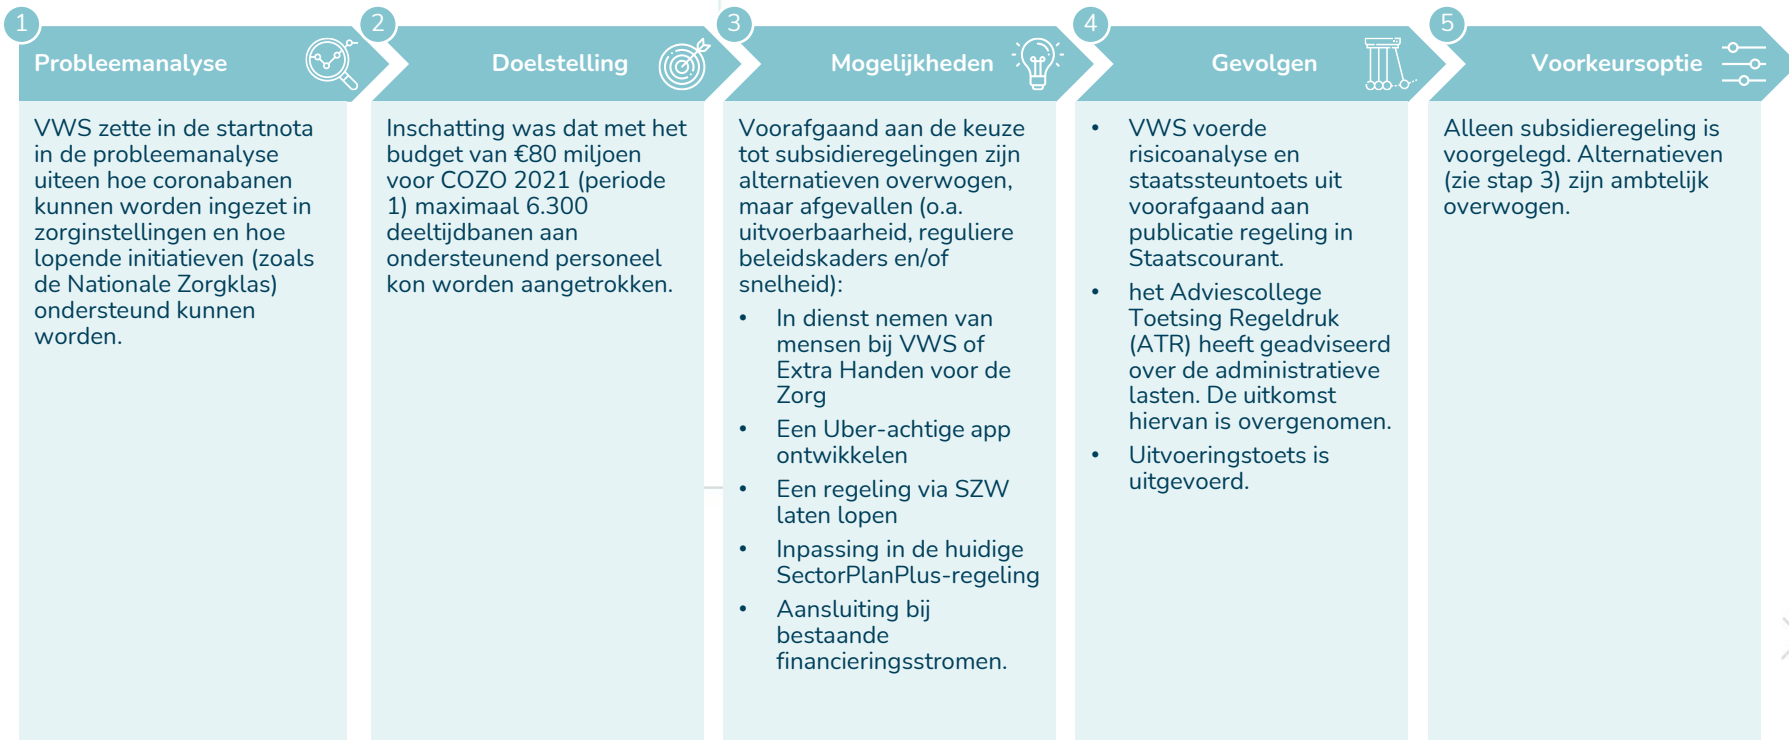 1
Probleemanalyse
VWS zette in de startnota
in de probleemanalyse
uiteen hoe coronabanen
kunnen worden ingezet in
zorginstellingen en hoe
lopende initiatieven (zoals
de Nationale Zorgklas)
ondersteund kunnen
worden.
2
Doelstelling
Inschatting was dat met het
budget van €80 miljoen
voor COZO 2021 (periode
1) maximaal 6.300
deeltijdbanen aan
ondersteunend personeel
kon worden aangetrokken.
3
Mogelijkheden
Voorafgaand aan de keuze
tot subsidieregelingen zijn
alternatieven overwogen,
maar afgevallen (o.a.
uitvoerbaarheid, reguliere
beleidskaders en/of
snelheid):
• In dienst nemen van
mensen bij VWS of
Extra Handen voor de
Zorg
• Een Uber-achtige app
ontwikkelen
• Een regeling via SZW
laten lopen
• Inpassing in de huidige
SectorPlanPlus-regeling
• Aansluiting bij
bestaande
financieringsstromen.
4
Gevolgen
• VWS voerde
risicoanalyse en
staatssteuntoets uit
voorafgaand aan
publicatie regeling in
Staatscourant.
• het Adviescollege
Toetsing Regeldruk
(ATR) heeft geadviseerd
over de administratieve
lasten. De uitkomst
hiervan is overgenomen.
• Uitvoeringstoets is
uitgevoerd.
5
Voorkeursoptie
Alleen subsidieregeling is
voorgelegd. Alternatieven
(zie stap 3) zijn ambtelijk
overwogen.